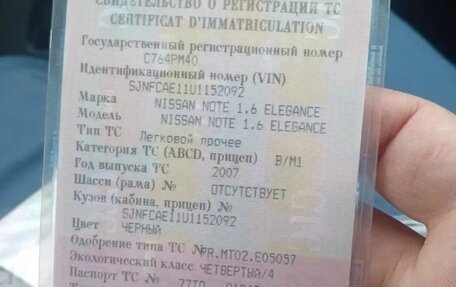 СВИДЕТЕЛЬСТВО О РЕГИСТРАЦИИ ТС
CERTIFICAT D'IMMATRICULATION
Государственный регистрационный номер
С764РМ40
Идентификационный номер (VIN)
SJNFCAE11U1152092
Марка NISSAN NOTE 1.6 ELEGANCE
Модель NISSAN NOTE 1.6 ELEGANCE
Тип ТС Легковой прочее
Категория ТС (ABCD, прицеп) B/M1
Год выпуска ТС 2007
Шасси (рама) № ОТСУТСТВУЕТ
Кузов (кабина, прицеп) №
SJNFCAE11U1152092
Цвет ЧЕРНЫЙ
Одобрение типа ТС № FR.MT02.E05057
Экологический класс ЧЕТВЕРТЫЙ/4
Паспорт ТС №